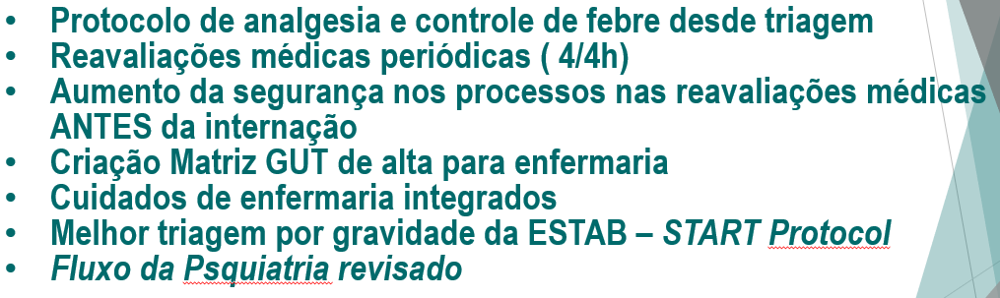 • Protocolo de analgesia e controle de febre desde triagem
• Reavaliações médicas periódicas ( 4/4h)
• Aumento da segurança nos processos nas reavaliações médicas
ANTES da internação
• Criação Matriz GUT de alta para enfermaria
• Cuidados de enfermaria integrados
• Melhor triagem por gravidade da ESTAB – START Protocol
• Fluxo da Psquiatria revisado